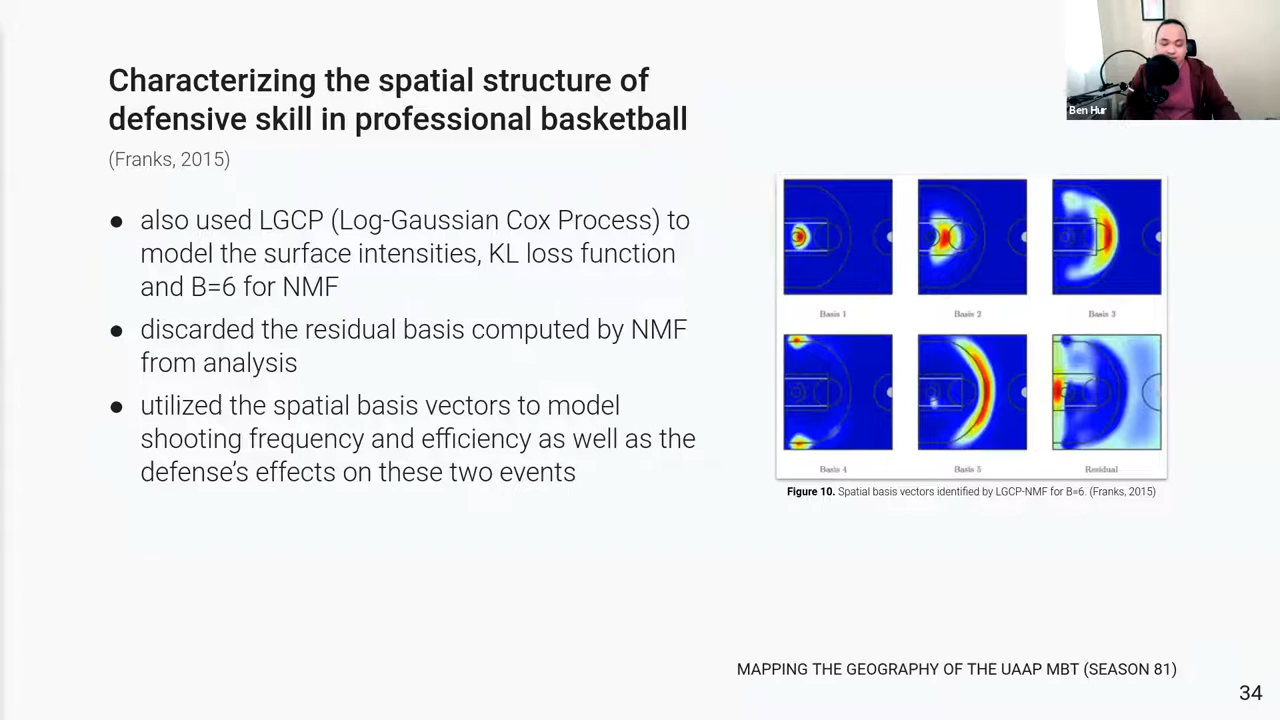 Characterizing the spatial structure of
defensive skill in professional basketball
(Franks, 2015)
● also used LGCP (Log-Gaussian Cox Process) to
model the surface intensities, KL loss function
and B=6 for NMF
● discarded the residual basis computed by NMF
from analysis
● utilized the spatial basis vectors to model
shooting frequency and efficiency as well as the
defense's effects on these two events
Ben Hur
Basis 1
Basis 2
Basis 3
Basis 4
Basis 5
Residual
Figure 10. Spatial basis vectors identified by LGCP-NMF for B=6. (Franks, 2015)
MAPPING THE GEOGRAPHY OF THE UAAP MBT (SEASON 81)
34